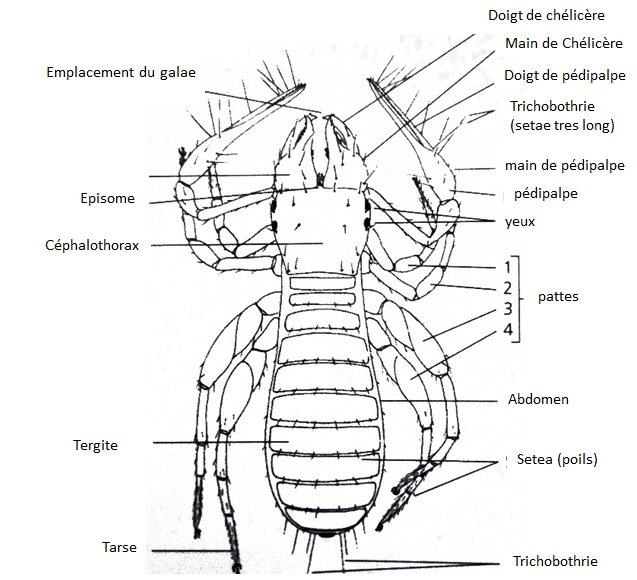 Doigt de chélicère
Main de Chélicère
Emplacement du galae
Doigt de pédipalpe
Trichobothrie
(setae tres long)
main de pédipalpe
pédipalpe
Episome
yeux
Céphalothorax
1
2
pattes
3
4
Abdomen
Tergite
Setea (poils)
Tarse
Trichobothrie